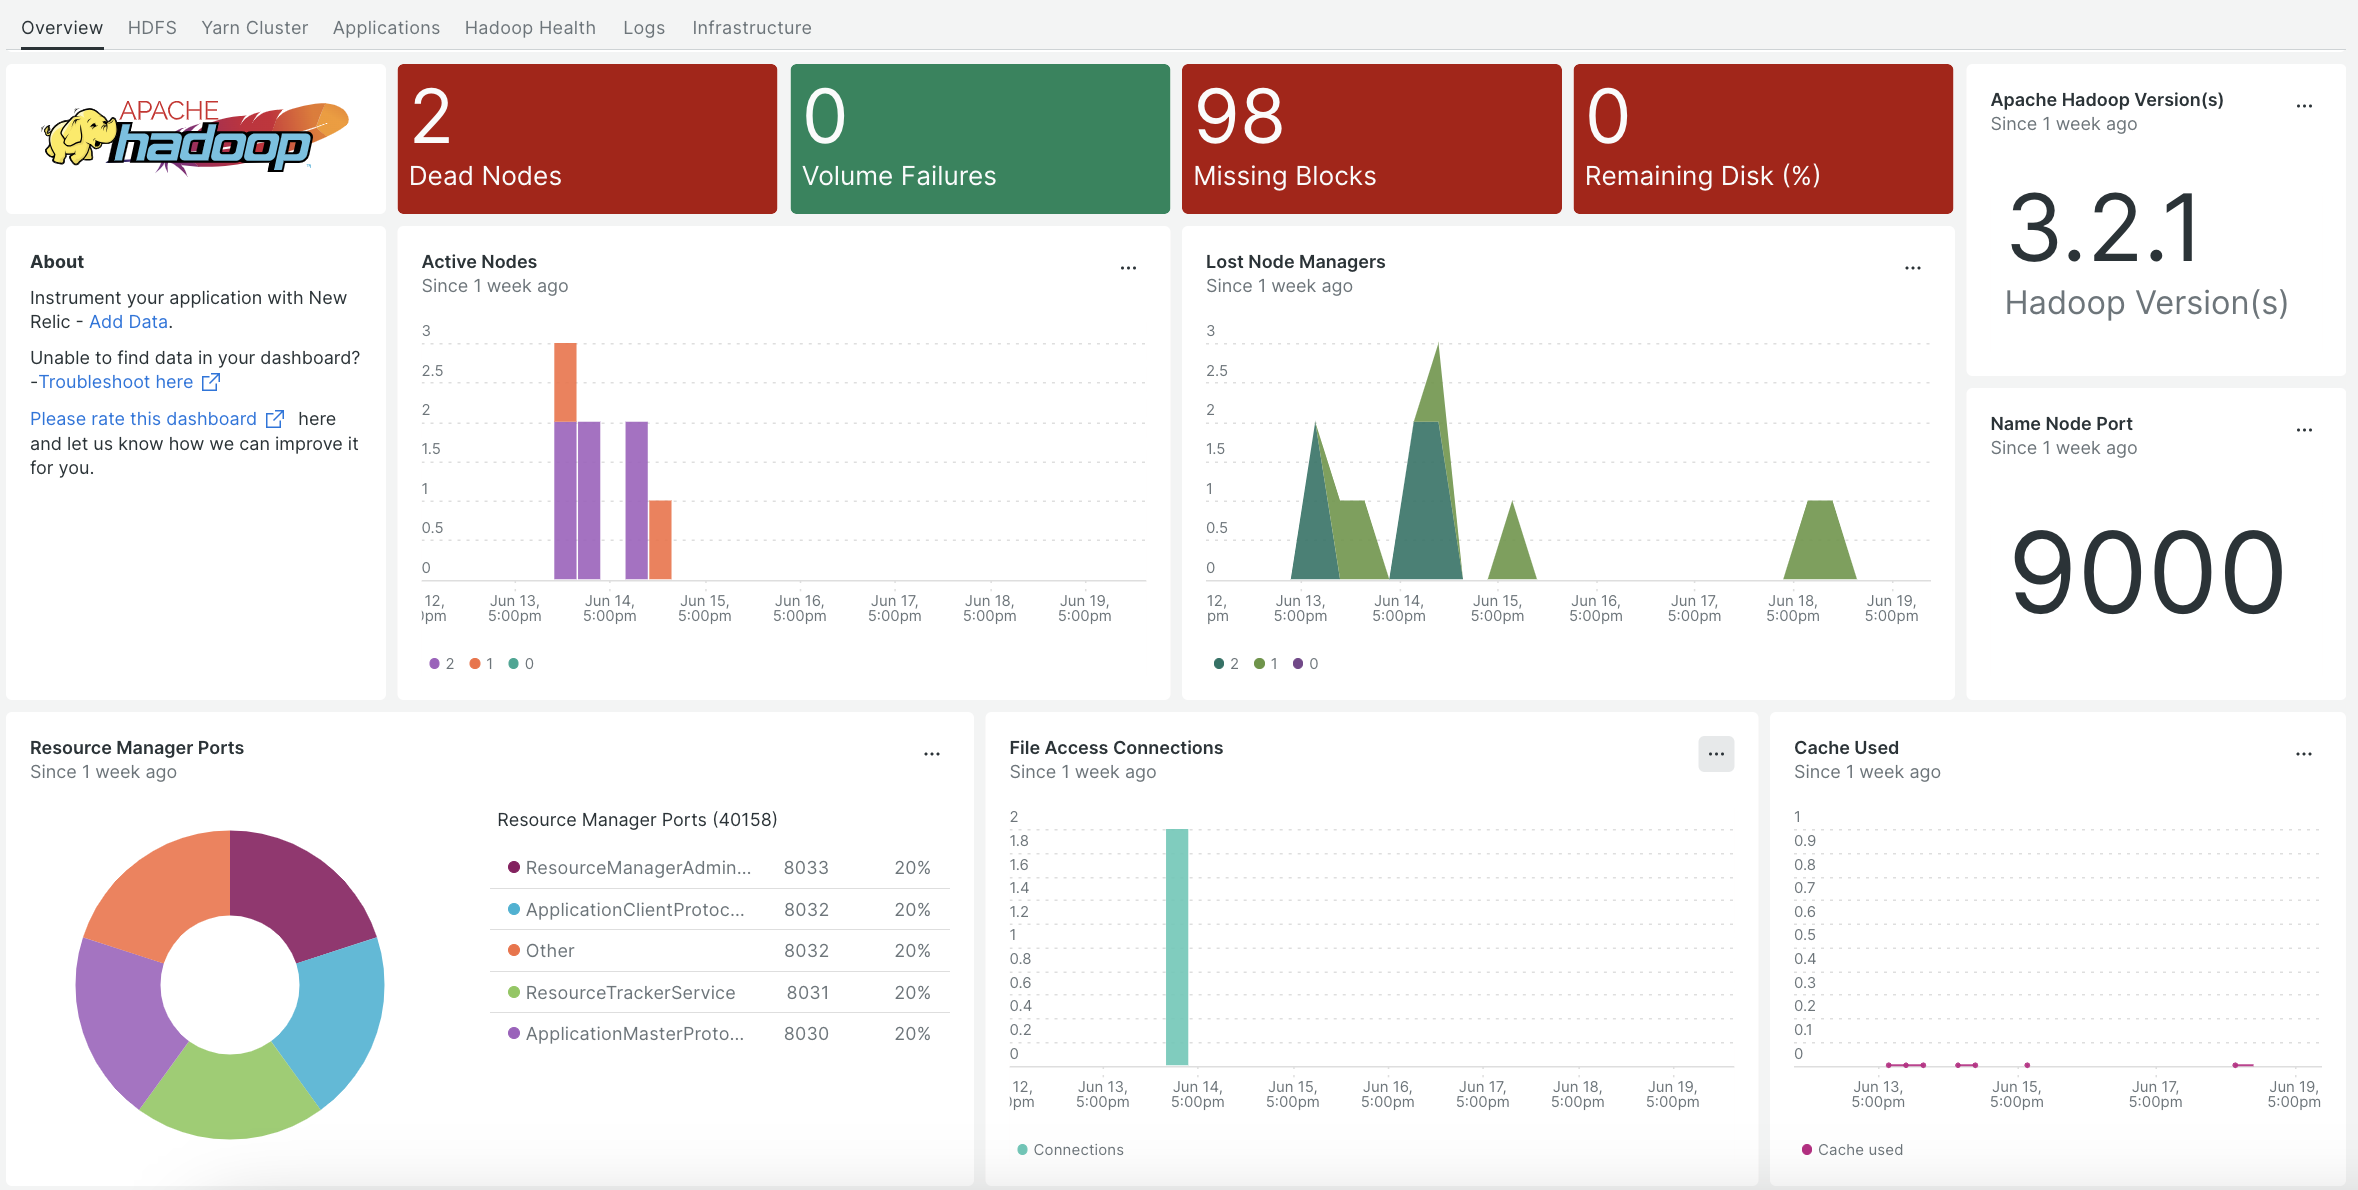 Overview HDFS Yarn Cluster Applications Hadoop Health Logs Infrastructure
APACHE
hadoop
2
Dead Nodes
0
Volume Failures
98
Missing Blocks
0
Remaining Disk (%)
Apache Hadoop Version(s)
Since 1 week ago
3.2.1
Hadoop Version(s)
About
Instrument your application with New
Relic - Add Data.
Unable to find data in your dashboard?
-Troubleshoot here
Please rate this dashboard here
and let us know how we can improve it
for you.
Active Nodes
Since 1 week ago
3
2.5
2
1.5
1
0.5
0
12, Jun 13, Jun 14, Jun 15, Jun 16, Jun 17, Jun 18, Jun 19,
pm 5:00pm 5:00pm 5:00pm 5:00pm 5:00pm 5:00pm 5:00pm
2 1 0
Lost Node Managers
Since 1 week ago
3
2.5
2
1.5
1
0.5
0
12, Jun 13, Jun 14, Jun 15, Jun 16, Jun 17, Jun 18, Jun 19,
pm 5:00pm 5:00pm 5:00pm 5:00pm 5:00pm 5:00pm 5:00pm
2 1 0
Name Node Port
Since 1 week ago
9000
Resource Manager Ports
Since 1 week ago
Resource Manager Ports (40158)
ResourceManagerAdmin... 8033 20%
ApplicationClientProtoc... 8032 20%
Other 8032 20%
ResourceTrackerService 8031 20%
ApplicationMasterProto... 8030 20%
File Access Connections
Since 1 week ago
2
1.8
1.6
1.4
1.2
1
0.8
0.6
0.4
0.2
0
12, Jun 13, Jun 14, Jun 15, Jun 16, Jun 17, Jun 18, Jun 19,
pm 5:00pm 5:00pm 5:00pm 5:00pm 5:00pm 5:00pm 5:00pm
Connections
Cache Used
Since 1 week ago
1
0.9
0.8
0.7
0.6
0.5
0.4
0.3
0.2
0.1
0
Jun 13, Jun 15, Jun 17, Jun 19,
5:00pm 5:00pm 5:00pm 5:00pm
Cache used